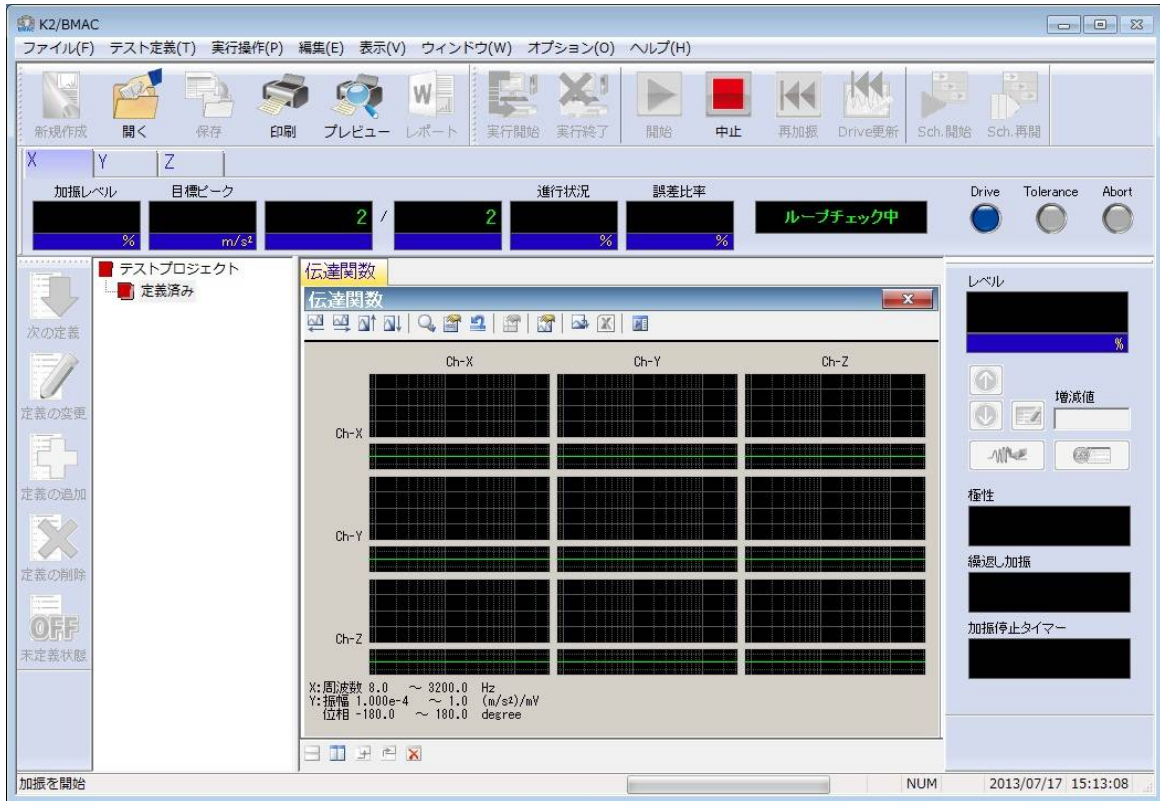 K2/BMAC
ファイル(F) テスト定義(T) 実行操作(P) 編集(E) 表示(V) ウィンドウ(W) オプション(O) ヘルプ(H)
新規作成 開く 保存 印刷 プレビュー レポート 実行開始 実行終了 開始 中止 再加振 Drive更新 Sch.開始 Sch.再開
X Y Z
加振レベル 目標ピーク 進行状況 誤差比率 Drive Tolerance Abort
2 / 2 ループチェック中
% m/s² % %
テストプロジェクト
定義済み
次の定義
定義の変更
定義の追加
定義の削除
OFF
未定義状態
伝達関数
伝達関数
Ch-X Ch-Y Ch-Z
Ch-X
Ch-Y
Ch-Z
X:周波数 8.0 ～ 3200.0 Hz
Y:振幅 1.000e-4 ～ 1.0 (m/s²)/mV
位相 -180.0 ～ 180.0 degree
レベル
%
増減値
極性
繰返し加振
加振停止タイマー
加振を開始 NUM 2013/07/17 15:13:08